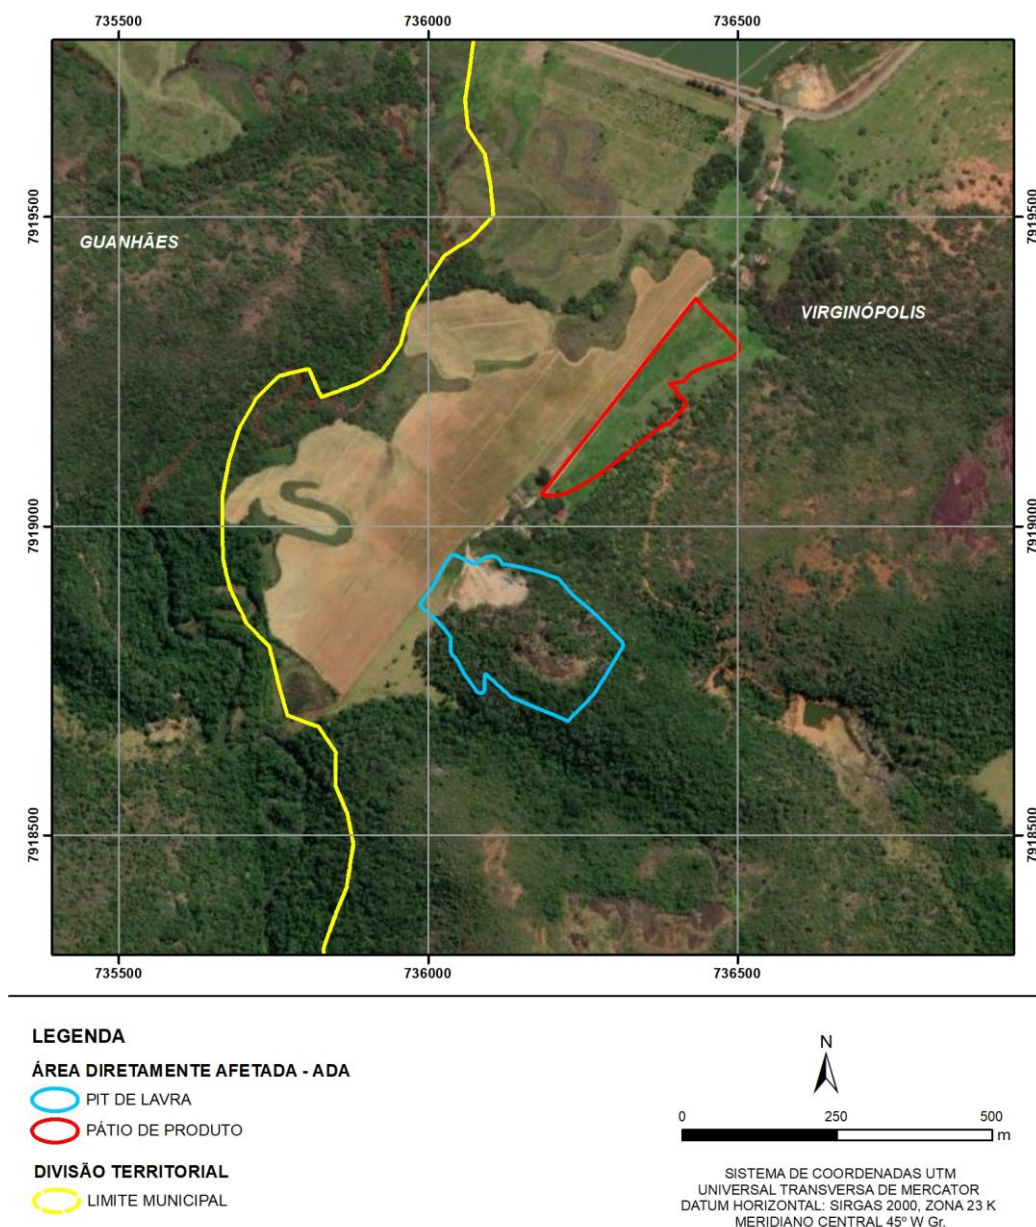 735500 736000 736500
7919500 7919500
GUANHÃES
VIRGINÓPOLIS
7919000 7919000
7918500 7918500
735500 736000 736500
LEGENDA
ÁREA DIRETAMENTE AFETADA - ADA
PIT DE LAVRA
PÁTIO DE PRODUTO
DIVISÃO TERRITORIAL
LIMITE MUNICIPAL
N
0 250 500
m
SISTEMA DE COORDENADAS UTM
UNIVERSAL TRANSVERSA DE MERCATOR
DATUM HORIZONTAL: SIRGAS 2000, ZONA 23 K
MERIDIANO CENTRAL 45º W Gr.